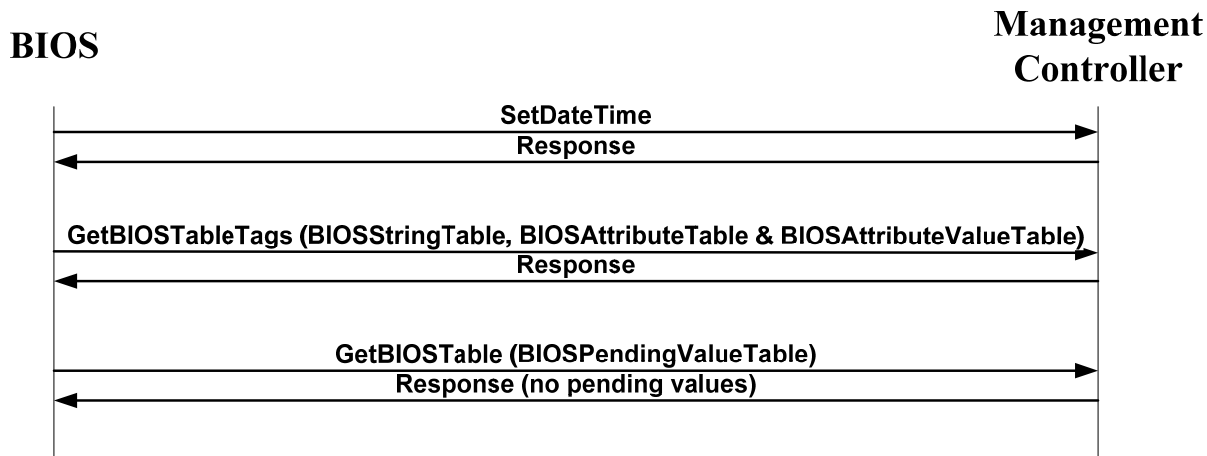 BIOS
Management
Controller
SetDateTime
Response
GetBIOSTableTags (BIOSStringTable, BIOSAttributeTable & BIOSAttributeValueTable)
Response
GetBIOSTable (BIOSPendingValueTable)
Response (no pending values)